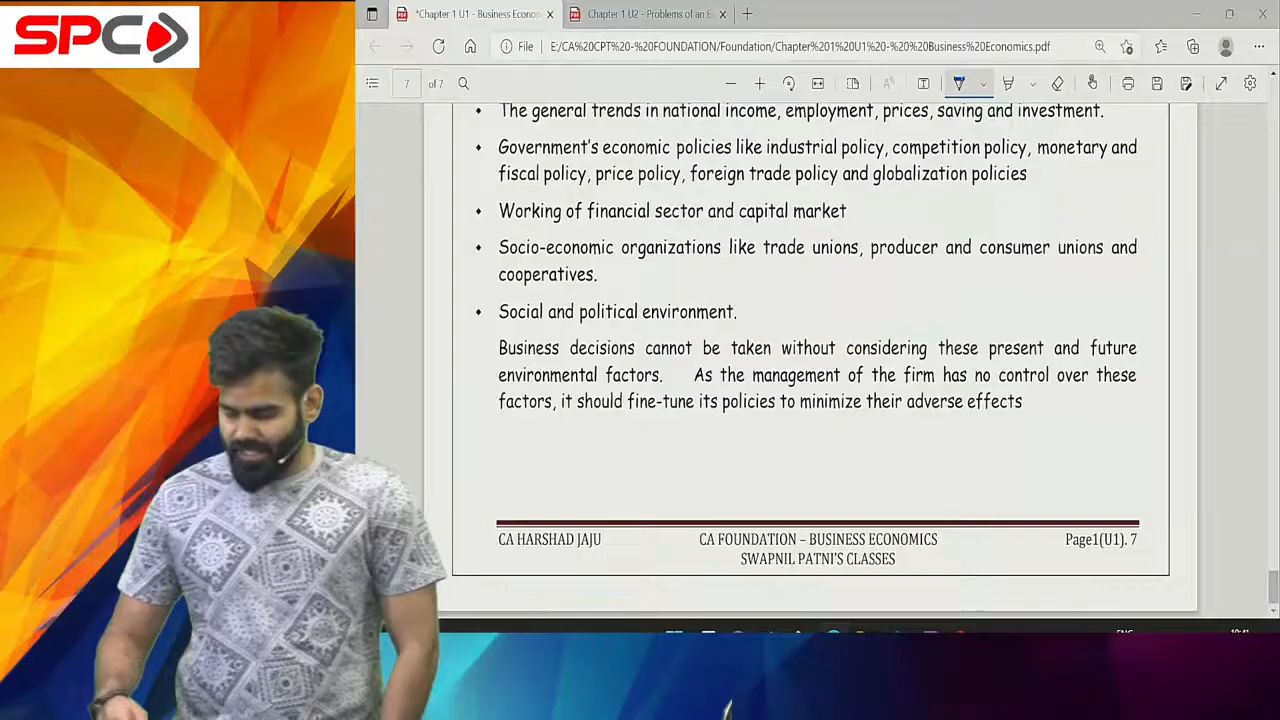 SPC
*Chapter 1 U1 - Business Econon
Chapter 1 U2 - Problems of an E
File
E:/CA%20CPT%20-%20FOUNDATION/Foundation/Chapter%201%20U1%20-%20%20Business%20Economics.pdf
7 of 7
The general trends in national income, employment, prices, saving and investment.
Government's economic policies like industrial policy, competition policy, monetary and
fiscal policy, price policy, foreign trade policy and globalization policies
Working of financial sector and capital market
Socio-economic organizations like trade unions, producer and consumer unions and
cooperatives.
Social and political environment.
Business decisions cannot be taken without considering these present and future
environmental factors. As the management of the firm has no control over these
factors, it should fine-tune its policies to minimize their adverse effects
CA HARSHAD JAJU CA FOUNDATION – BUSINESS ECONOMICS Page1(U1). 7
SWAPNIL PATNI'S CLASSES